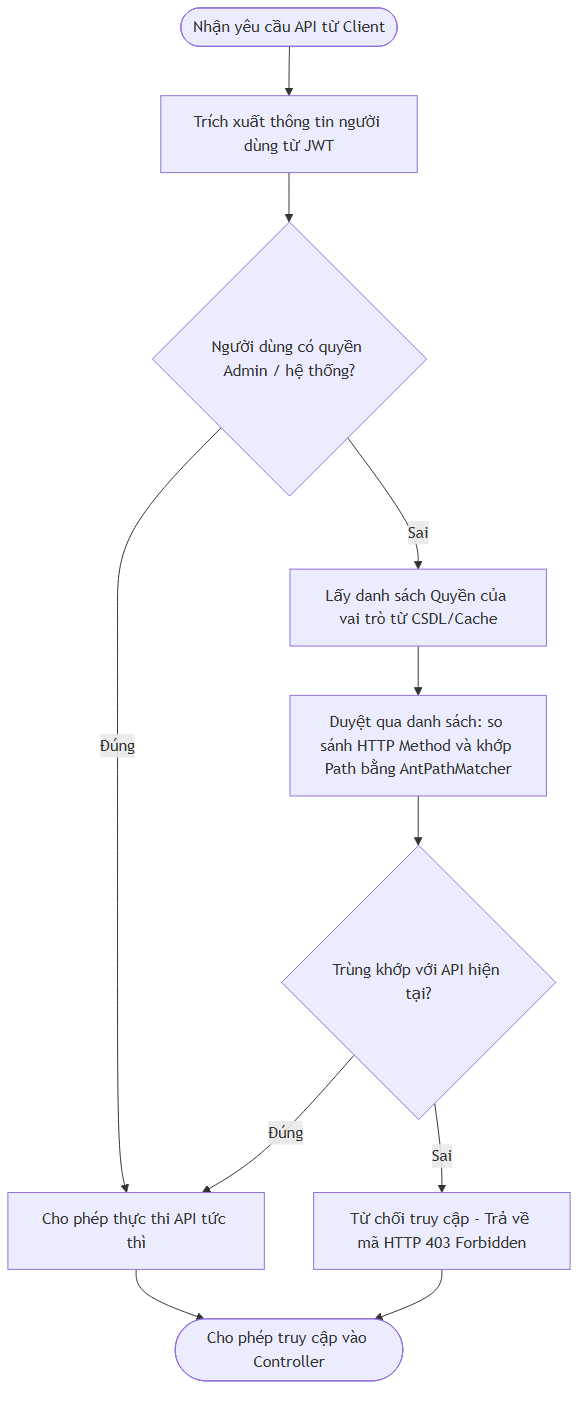 Nhận yêu cầu API từ Client
Trích xuất thông tin người
dùng từ JWT
Người dùng có quyền
Admin / hệ thống?
Sai
Lấy danh sách Quyền của
vai trò từ CSDL/Cache
Duyệt qua danh sách: so
sánh HTTP Method và khớp
Path bằng AntPathMatcher
Đúng
Trùng khớp với API hiện
tại?
Đúng
Sai
Cho phép thực thi API tức
thì
Từ chối truy cập - Trả về
mã HTTP 403 Forbidden
Cho phép truy cập vào
Controller